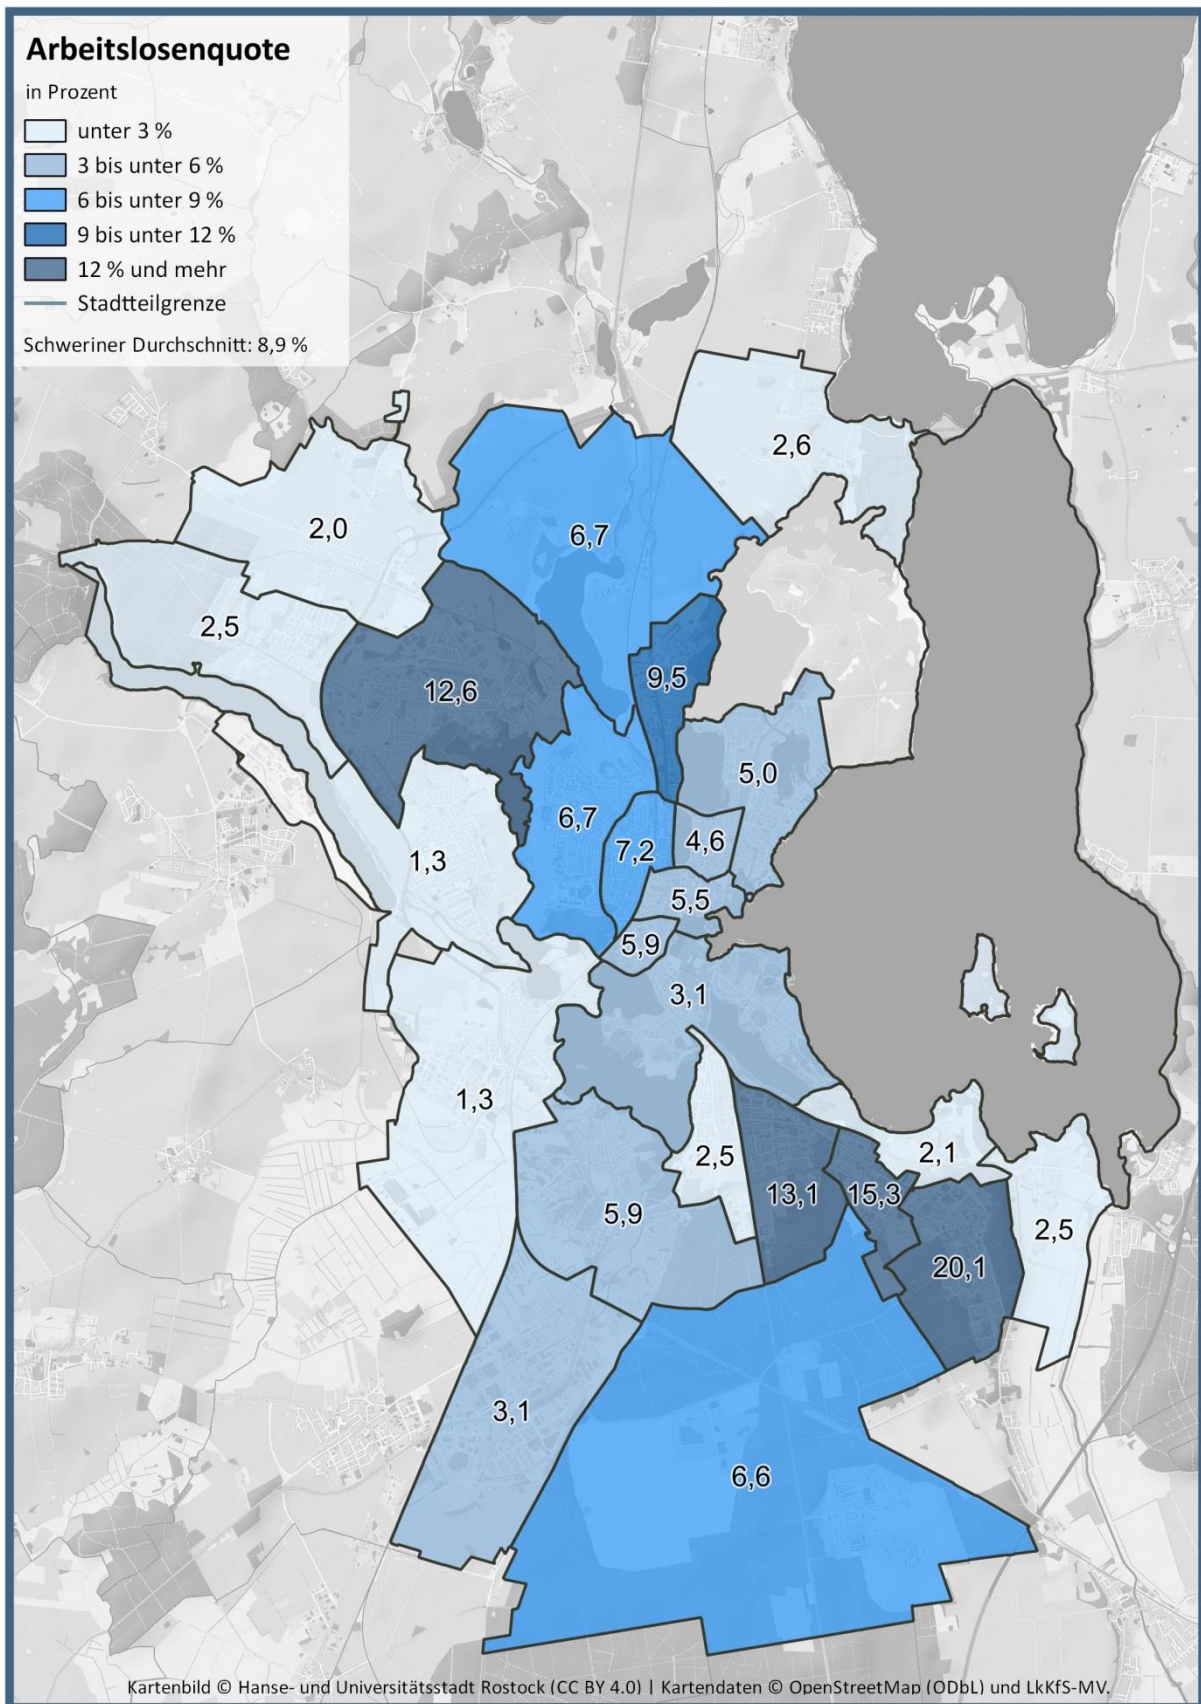 Arbeitslosenquote
in Prozent
unter 3 %
3 bis unter 6 %
6 bis unter 9 %
9 bis unter 12 %
12 % und mehr
Stadtteilgrenze
Schweriner Durchschnitt: 8,9 %
2,6
2,0
6,7
2,5
9,5
12,6
5,0
6,7
4,6
7,2
1,3
5,5
5,9
3,1
1,3
2,5
2,1
13,1
15,3
5,9
2,5
20,1
3,1
6,6
Kartenbild © Hanse- und Universitätsstadt Rostock (CC BY 4.0) | Kartendaten © OpenStreetMap (ODbL) und LkKfS-MV.